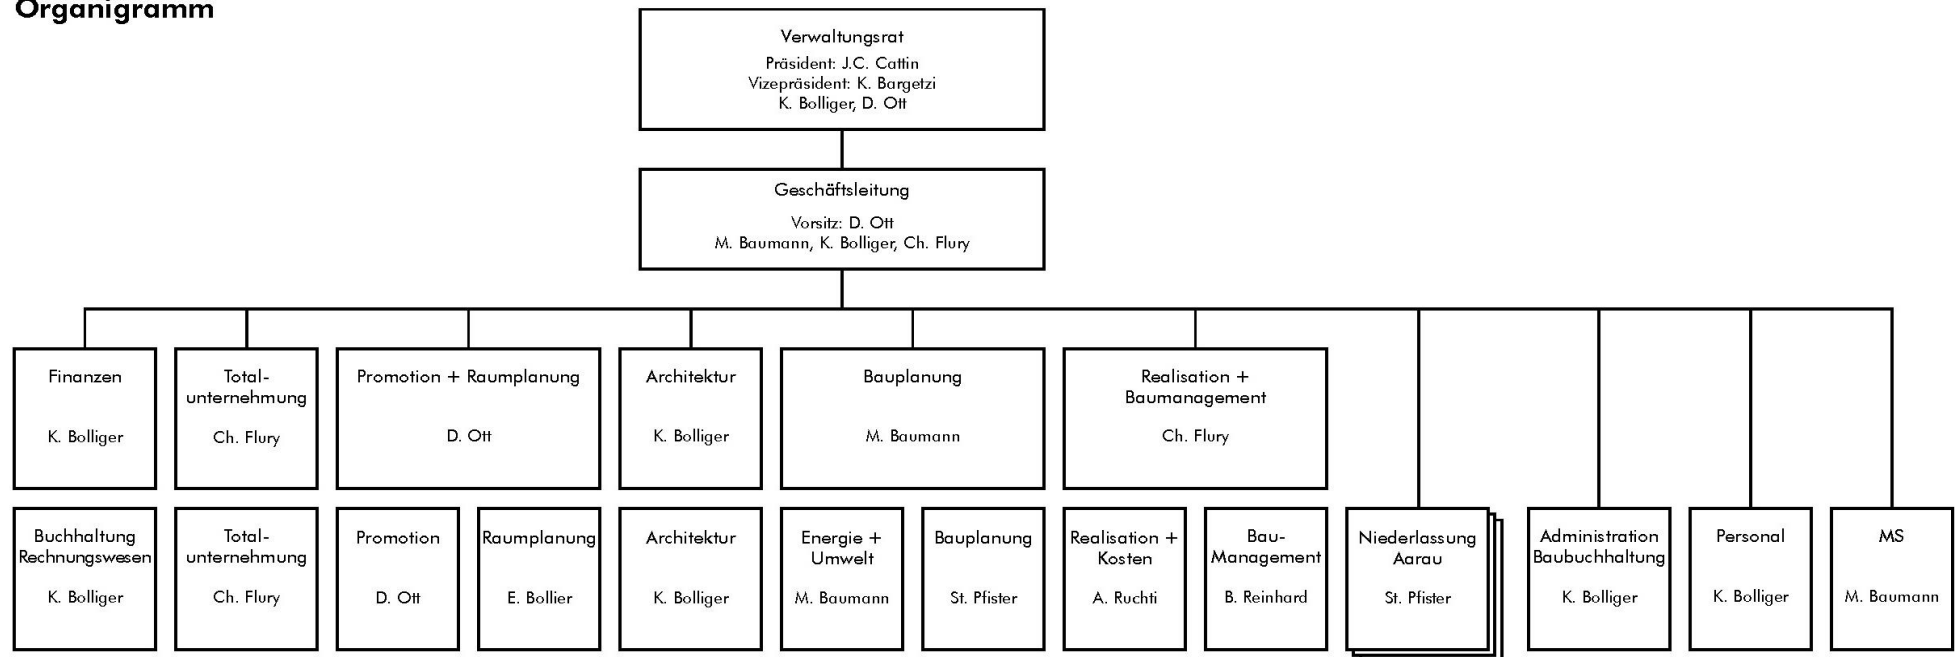 Organigramm
Verwaltungsrat
Präsident: J.C. Cattin
Vizepräsident: K. Bargetzi
K. Bolliger, D. Ott
Geschäftsleitung
Vorsitz: D. Ott
M. Baumann, K. Bolliger, Ch. Flury
Finanzen
K. Bolliger
Total-
unternehmung
Ch. Flury
Promotion + Raumplanung
D. Ott
Architektur
K. Bolliger
Bauplanung
M. Baumann
Realisation +
Baumanagement
Ch. Flury
Buchhaltung
Rechnungswesen
K. Bolliger
Total-
unternehmung
Ch. Flury
Promotion
D. Ott
Raumplanung
E. Bollier
Architektur
K. Bolliger
Energie +
Umwelt
M. Baumann
Bauplanung
St. Pfister
Realisation +
Kosten
A. Ruchti
Bau-
Management
B. Reinhard
Niederlassung
Aarau
St. Pfister
Administration
Baubuchhaltung
K. Bolliger
Personal
K. Bolliger
MS
M. Baumann